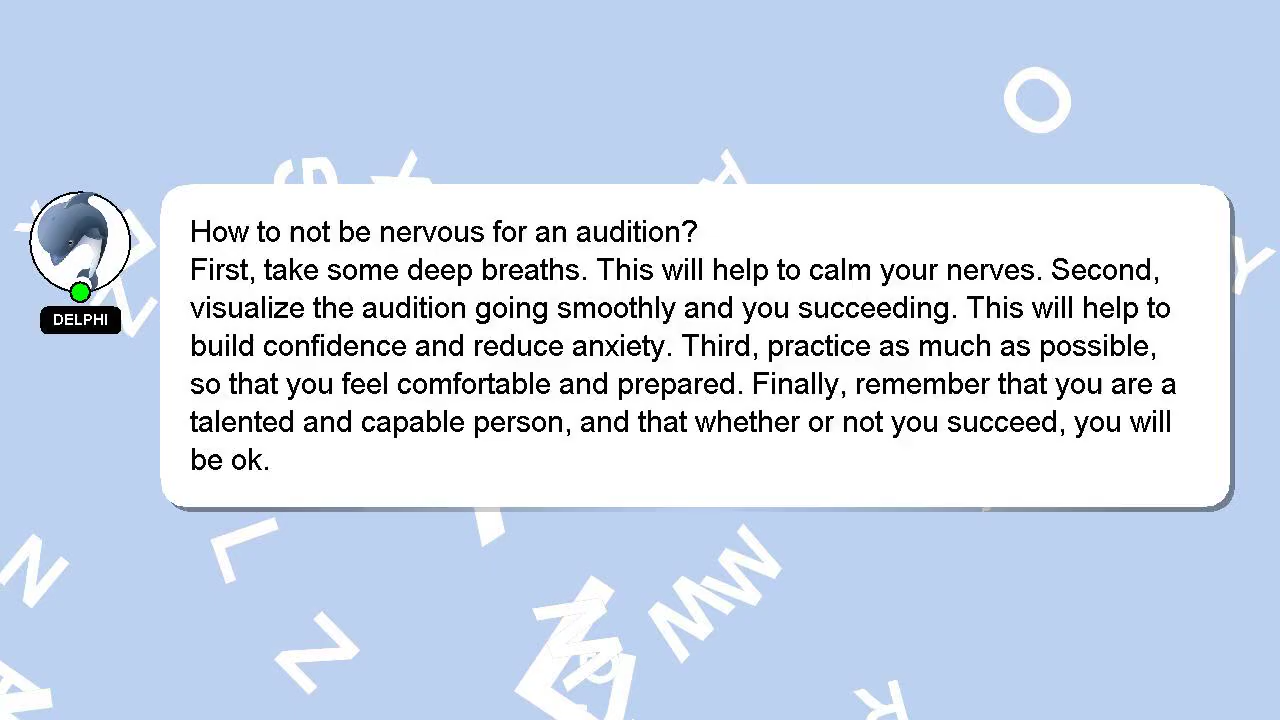 How to not be nervous for an audition?
First, take some deep breaths. This will help to calm your nerves. Second,
visualize the audition going smoothly and you succeeding. This will help to
build confidence and reduce anxiety. Third, practice as much as possible,
so that you feel comfortable and prepared. Finally, remember that you are a
talented and capable person, and that whether or not you succeed, you will
be ok.
DELPHI
O
Y
L
N
Z
W
M
R